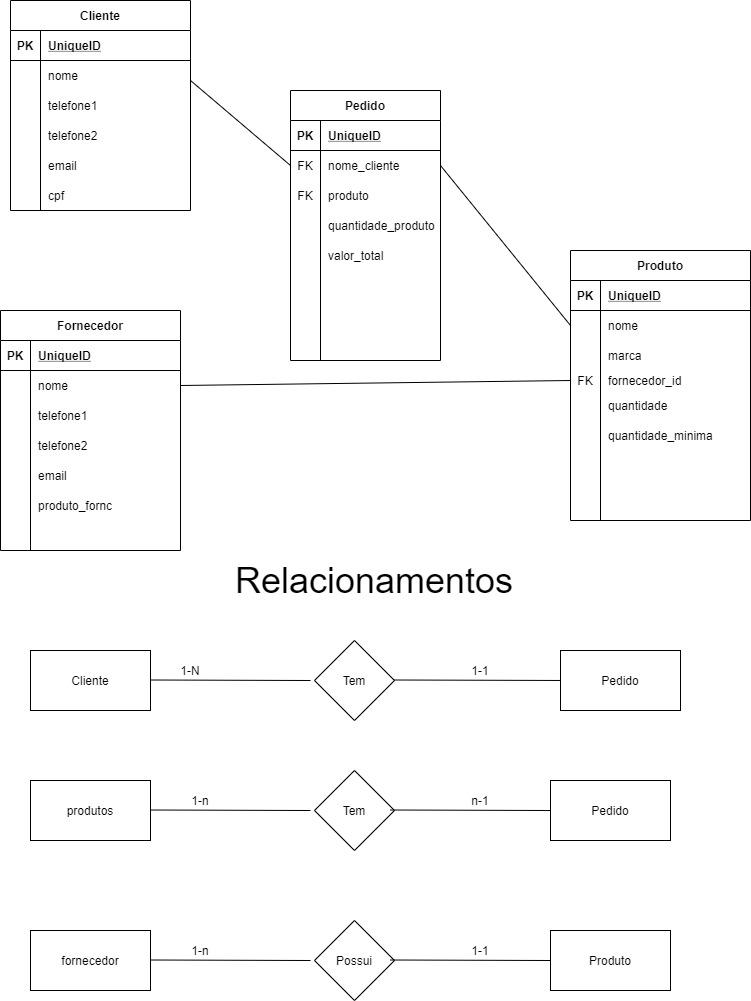 Cliente
PK UniqueID
nome
telefone1
telefone2
email
cpf
Pedido
PK UniqueID
FK nome_cliente
FK produto
quantidade_produto
valor_total
Produto
PK UniqueID
nome
marca
FK fornecedor_id
quantidade
quantidade_minima
Fornecedor
PK UniqueID
nome
telefone1
telefone2
email
produto_fornc
Relacionamentos
Cliente 1-N Tem 1-1 Pedido
produtos 1-n Tem n-1 Pedido
fornecedor 1-n Possui 1-1 Produto